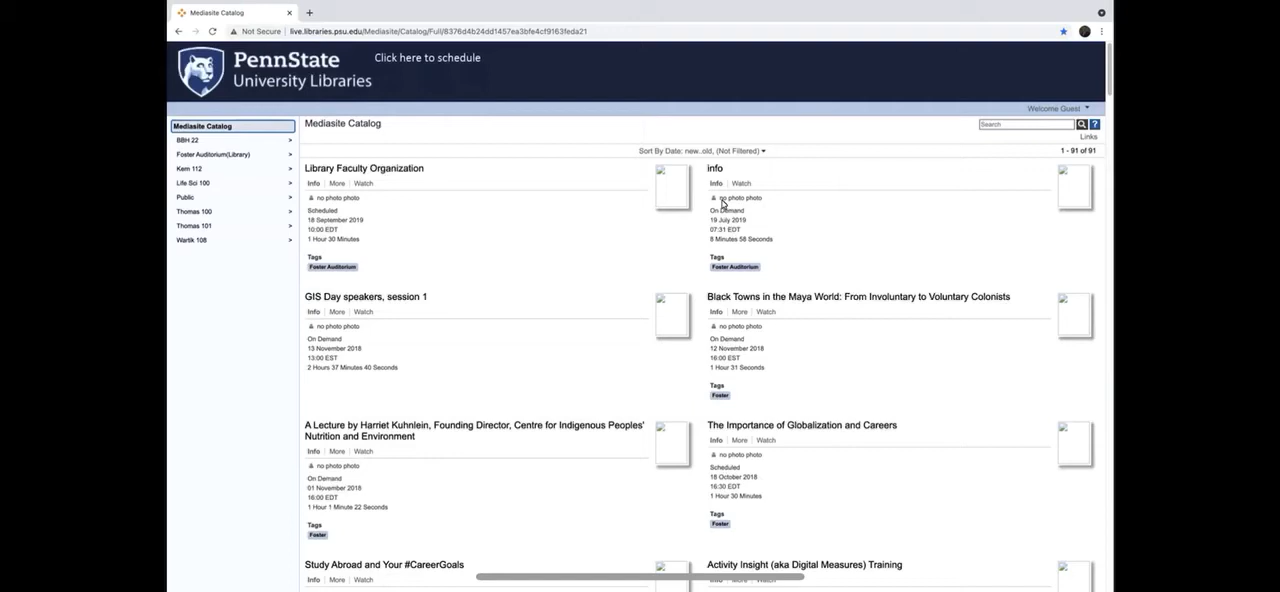 Mediasite Catalog
Not Secure | live.libraries.psu.edu/Mediasite/Catalog/Full/8376d4b24dd1457ea3bfe4cf9163feda21
PennState
University Libraries
Click here to schedule
Welcome Guest
Mediasite Catalog
BBH 22 >
Foster Auditorium(Library) >
Kern 112 >
Life Sci 100 >
Public >
Thomas 100 >
Thomas 101 >
Wartik 108 >
Mediasite Catalog
Search
?
Links
Sort By Date: new..old, (Not Filtered)
1 - 91 of 91
Library Faculty Organization
Info | More | Watch
no photo photo
Scheduled
18 September 2019
10:00 EDT
1 Hour 30 Minutes
Tags
Foster Auditorium
info
Info | Watch
no photo photo
On Demand
19 July 2019
07:31 EDT
8 Minutes 58 Seconds
Tags
Foster Auditorium
GIS Day speakers, session 1
Info | More | Watch
no photo photo
On Demand
13 November 2018
13:00 EST
2 Hours 37 Minutes 40 Seconds
Black Towns in the Maya World: From Involuntary to Voluntary Colonists
Info | More | Watch
no photo photo
On Demand
12 November 2018
16:00 EST
1 Hour 31 Seconds
Tags
Foster
A Lecture by Harriet Kuhnlein, Founding Director, Centre for Indigenous Peoples'
Nutrition and Environment
Info | More | Watch
no photo photo
On Demand
01 November 2018
16:00 EDT
1 Hour 1 Minute 22 Seconds
Tags
Foster
The Importance of Globalization and Careers
Info | More | Watch
no photo photo
Scheduled
18 October 2018
16:30 EDT
1 Hour 30 Minutes
Tags
Foster
Study Abroad and Your #CareerGoals
Info | More | Watch
Activity Insight (aka Digital Measures) Training
Info | More | Watch